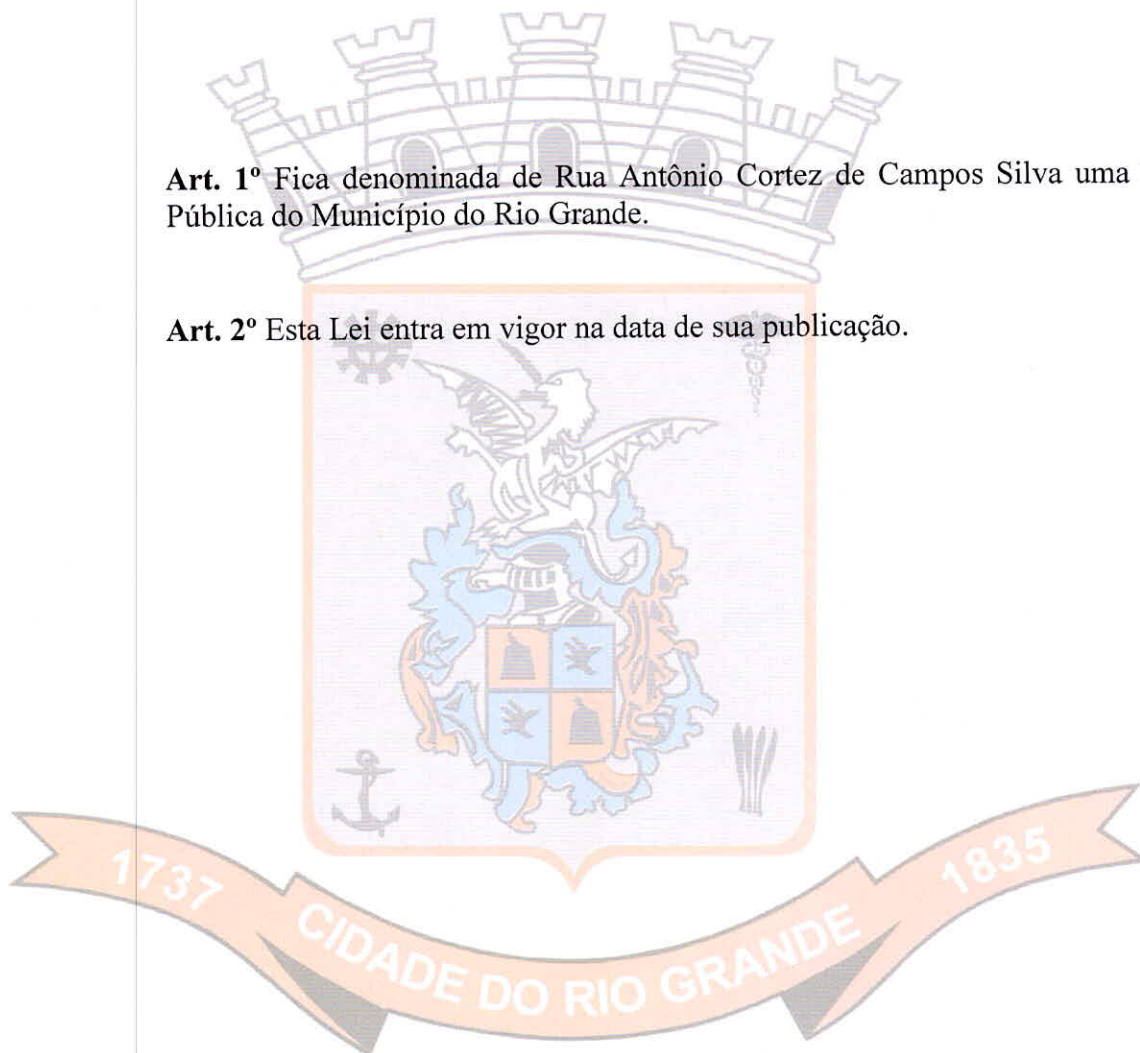 Art. 1º Fica denominada de Rua Antônio Cortez de Campos Silva uma
Pública do Município do Rio Grande.
Art. 2º Esta Lei entra em vigor na data de sua publicação.
1737 CIDADE DO RIO GRANDE 1835